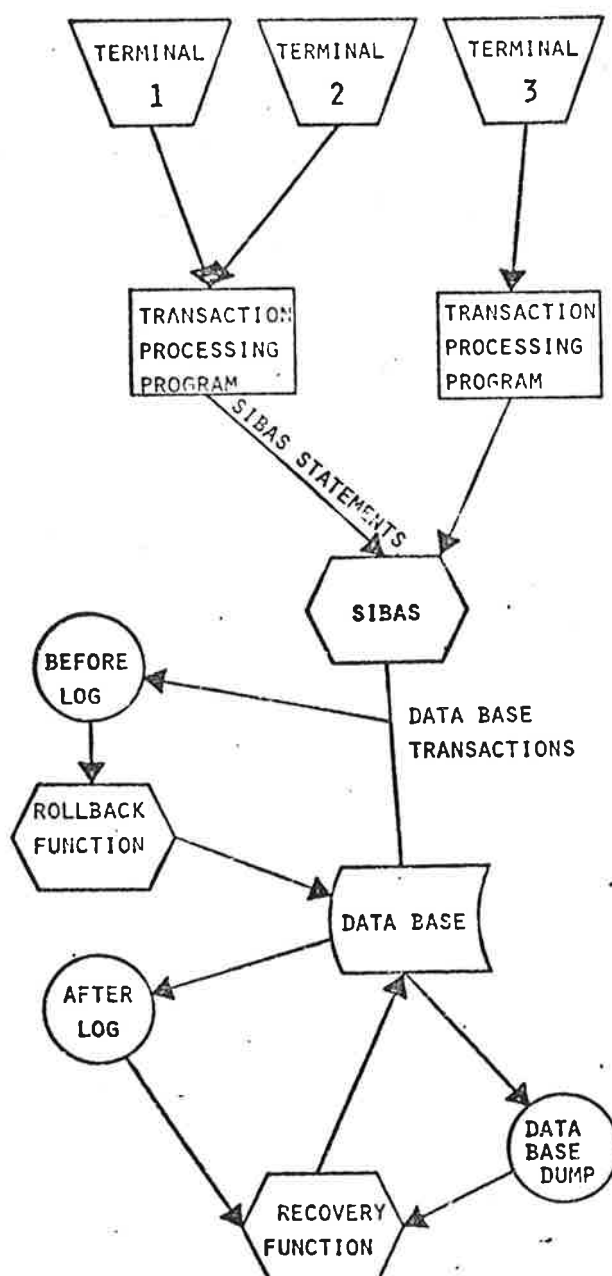 TERMINAL
1
TERMINAL
2
TERMINAL
3
TRANSACTION
PROCESSING
PROGRAM
TRANSACTION
PROCESSING
PROGRAM
SIBAS STATEMENTS
SIBAS
BEFORE
LOG
DATA BASE
TRANSACTIONS
ROLLBACK
FUNCTION
DATA BASE
AFTER
LOG
DATA
BASE
DUMP
RECOVERY
FUNCTION